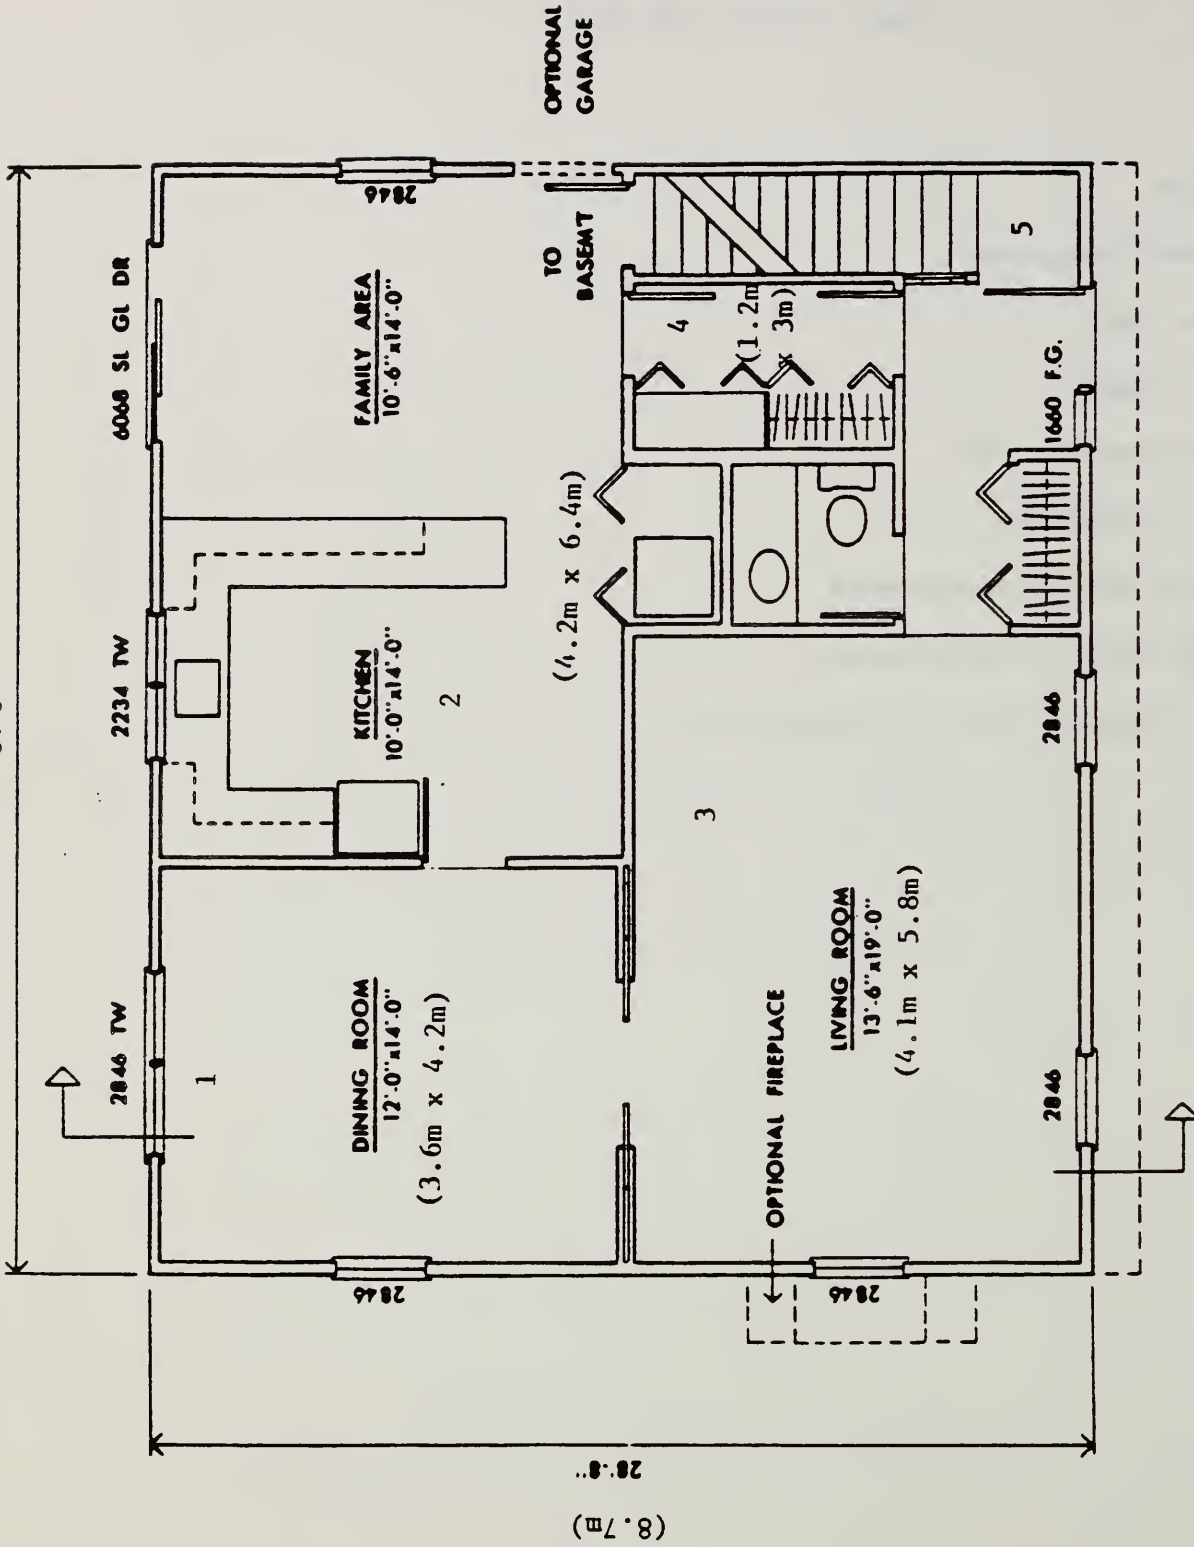 OPTIONAL
GARAGE
6068 SL GL DR
2846
FAMILY AREA
10'-6"x14'-0"
TO
BASEM'T
2234 TW
KITCHEN
10'-0"x14'-0"
2
(4.2m x 6.4m)
4
(1.2m
x 3m)
5
1660 F.G.
2846 TW
1
DINING ROOM
12'-0"x14'-0"
(3.6m x 4.2m)
3
LIVING ROOM
13'-6"x19'-0"
(4.1m x 5.8m)
OPTIONAL FIREPLACE
2846
2846
2846
2846
28'-8"
(8.7m)